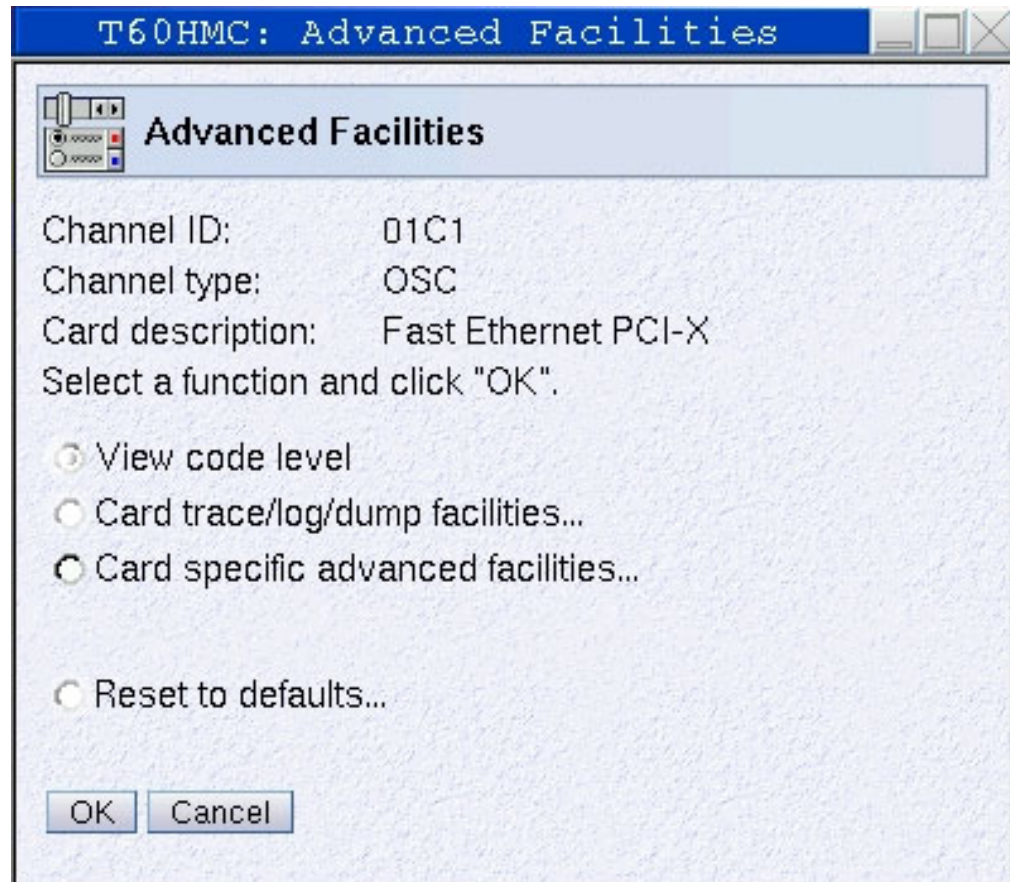 T60HMC: Advanced Facilities
Advanced Facilities
Channel ID: 01C1
Channel type: OSC
Card description: Fast Ethernet PCI-X
Select a function and click "OK".
View code level
Card trace/log/dump facilities...
Card specific advanced facilities...
Reset to defaults...
OK Cancel